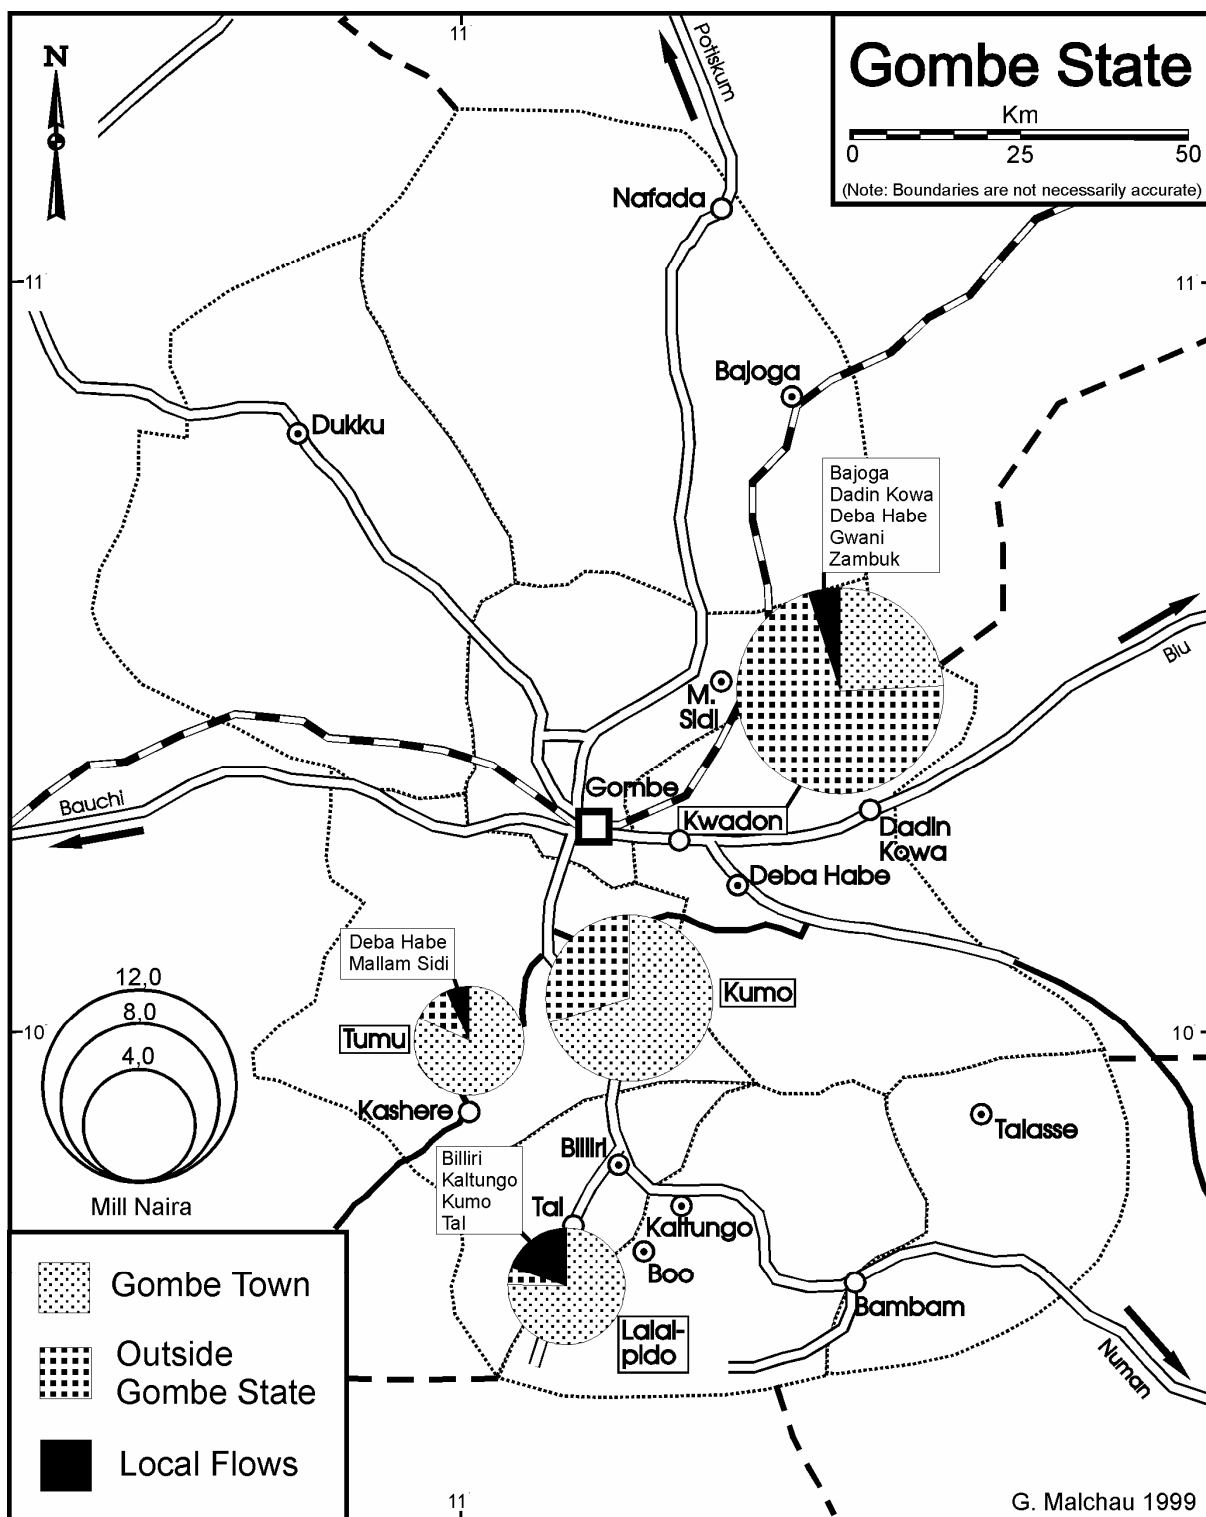 11
Potiskum
Gombe State
Km
0 25 50
(Note: Boundaries are not necessarily accurate)
N
Nafada
11
11
Bajoga
Dukku
Bajoga
Dadin Kowa
Deba Habe
Gwani
Zambuk
Biu
M.
Sidi
Gombe
Bauchi
Kwadon
Dadin
Kowa
Deba Habe
Deba Habe
Mallam Sidi
12,0
8,0
4,0
Mill Naira
Kumo
Tumu
10
10
Kashere
Talasse
Billiri
Billiri
Kaltungo
Kumo
Tal
Tal
Kaltungo
Boo
Bambam
Lalai-
pido
Numan
Gombe Town
Outside
Gombe State
Local Flows
11
G. Malchau 1999